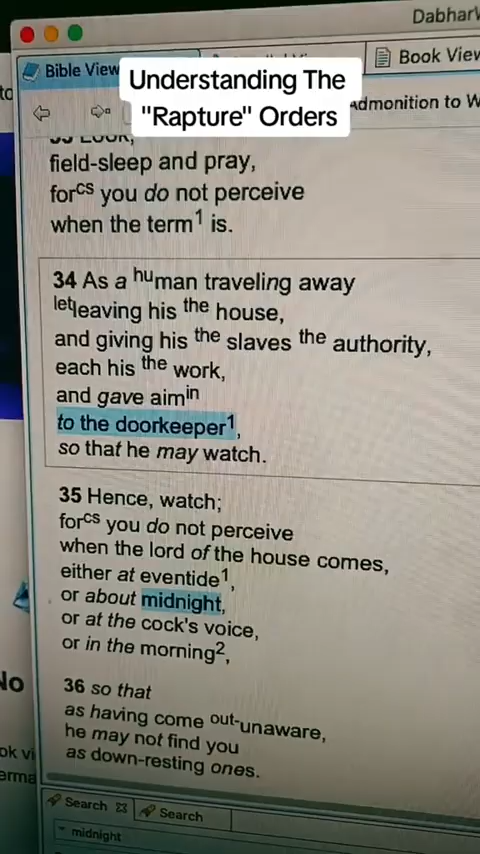 DabharW
Bible View
Book View
Understanding The
"Rapture" Orders
Admonition to W
field-sleep and pray,
forcs you do not perceive
when the term1 is.
34 As a human traveling away
letleaving his the house,
and giving his the slaves the authority,
each his the work,
and gave aimin
to the doorkeeper1,
so that he may watch.
35 Hence, watch;
forcs you do not perceive
when the lord of the house comes,
either at eventide1,
or about midnight,
or at the cock's voice,
or in the morning2,
36 so that
as having come out-unaware,
he may not find you
as down-resting ones.
No
ok vi
erma
Search
Search
midnight